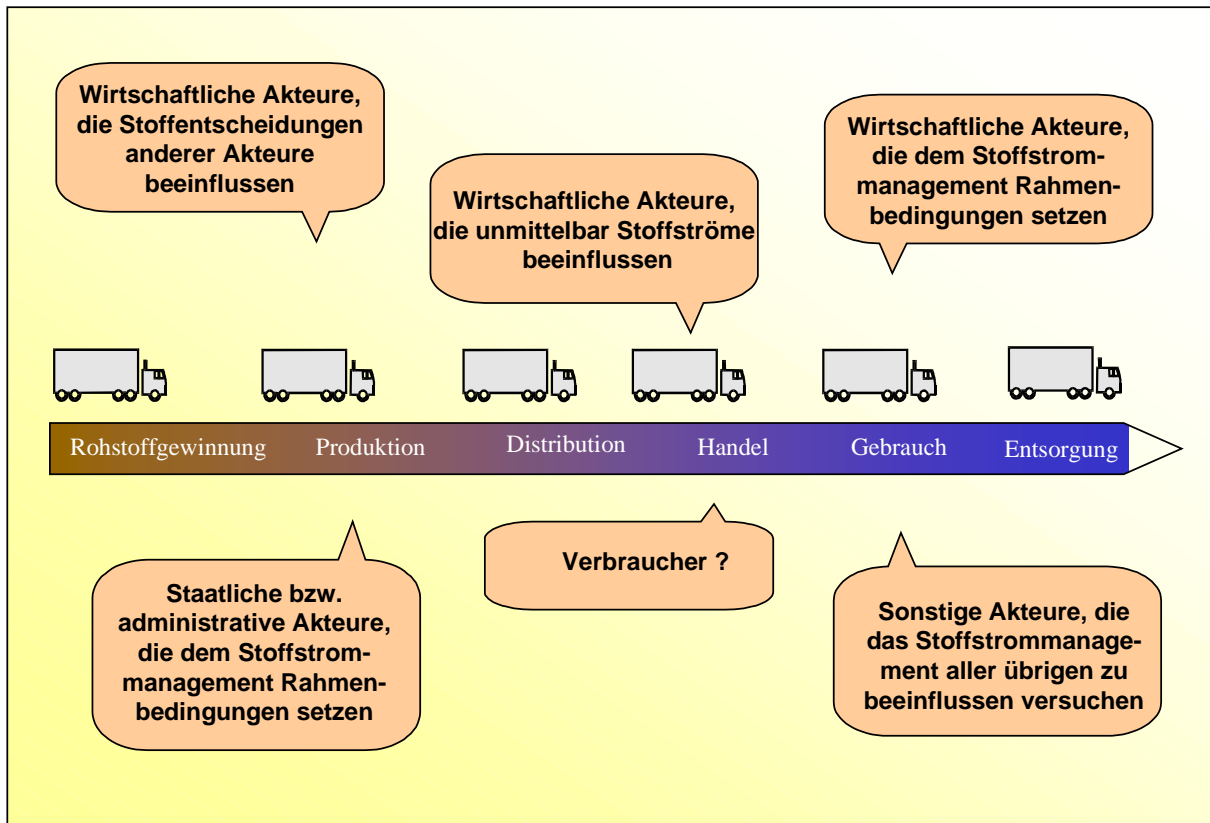 Wirtschaftliche Akteure,
die Stoffentscheidungen
anderer Akteure
beeinflussen
Wirtschaftliche Akteure,
die unmittelbar Stoffströme
beeinflussen
Wirtschaftliche Akteure,
die dem Stoffstrom-
management Rahmen-
bedingungen setzen
Rohstoffgewinnung
Produktion
Distribution
Handel
Gebrauch
Entsorgung
Staatliche bzw.
administrative Akteure,
die dem Stoffstrom-
management Rahmen-
bedingungen setzen
Verbraucher ?
Sonstige Akteure, die
das Stoffstrommanage-
ment aller übrigen zu
beeinflussen versuchen